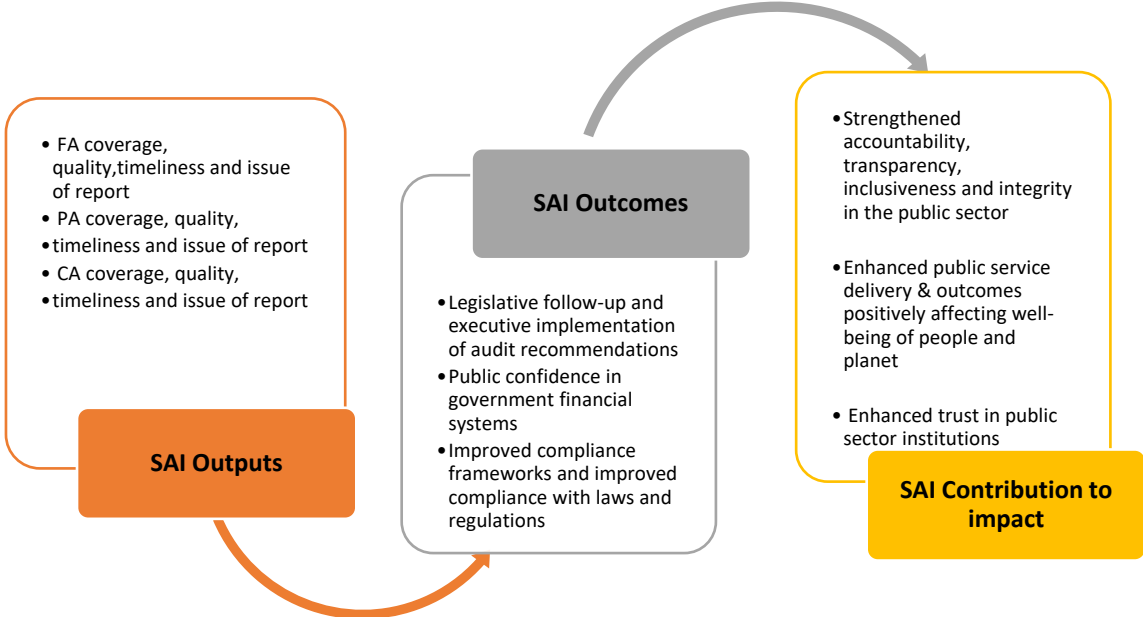 • FA coverage,
quality,timeliness and issue
of report
• PA coverage, quality,
•timeliness and issue of report
• CA coverage, quality,
•timeliness and issue of report
SAI Outputs
SAI Outcomes
•Legislative follow-up and
executive implementation
of audit recommendations
•Public confidence in
government financial
systems
•Improved compliance
frameworks and improved
compliance with laws and
regulations
•Strengthened
accountability,
transparency,
inclusiveness and integrity
in the public sector
•Enhanced public service
delivery & outcomes
positively affecting well-
being of people and
planet
• Enhanced trust in public
sector institutions
SAI Contribution to
impact